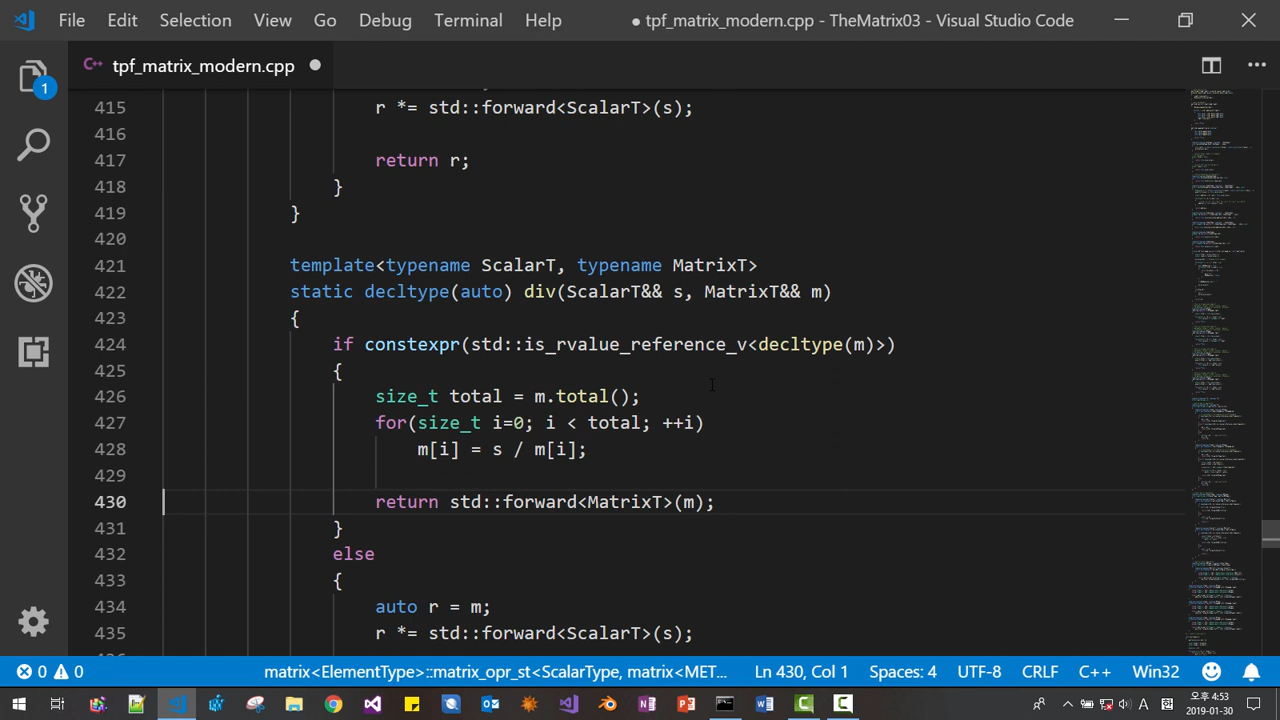 File Edit Selection View Go Debug Terminal Help
● tpf_matrix_modern.cpp - TheMatrix03 - Visual Studio Code
C++ tpf_matrix_modern.cpp ●
1
415 r *= std::forward<ScalarT>(s);
416
417 return r;
418 }
419 }
420
421 template<typename ScalarT, typename MatrixT>
422 static decltype(auto) div(ScalarT&& s, MatrixT&& m)
423 {
424 if constexpr(std::is_rvalue_reference_v<decltype(m)>)
425 {
426 size_t total = m.total();
427 for(size_t i=0; i < total; ++i)
428 m[i] = s   m[i];
429
430 return std::forward<MatrixT>(m);
431 }
432 else
433 {
434 auto r = m;
435 r *= std::forward<ScalarT>(s);
0 0 matrix<ElementType>::matrix_opr_st<ScalarType, matrix<MET... Ln 430, Col 1 Spaces: 4 UTF-8 CRLF C++ Win32
A 오후 4:53
2019-01-30